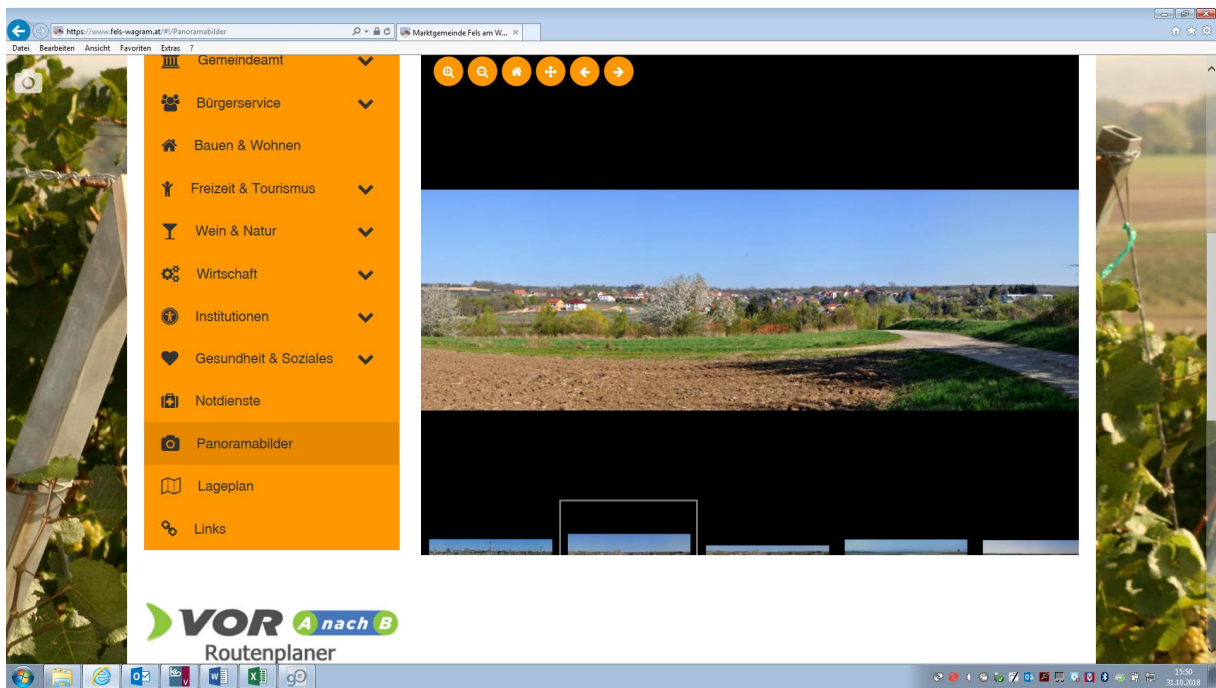 https://www.fels-wagram.at/#!/Panoramabilder
Marktgemeinde Fels am W...
Datei Bearbeiten Ansicht Favoriten Extras ?
Gemeindeamt
Bürgerservice
Bauen & Wohnen
Freizeit & Tourismus
Wein & Natur
Wirtschaft
Institutionen
Gesundheit & Soziales
Notdienste
Panoramabilder
Lageplan
Links
VOR A nach B
Routenplaner
15:50
31.10.2018